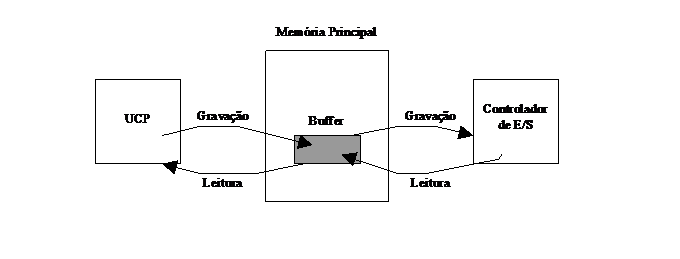 Memória Principal
UCP
Gravação
Buffer
Gravação
Controlador
de E/S
Leitura
Leitura